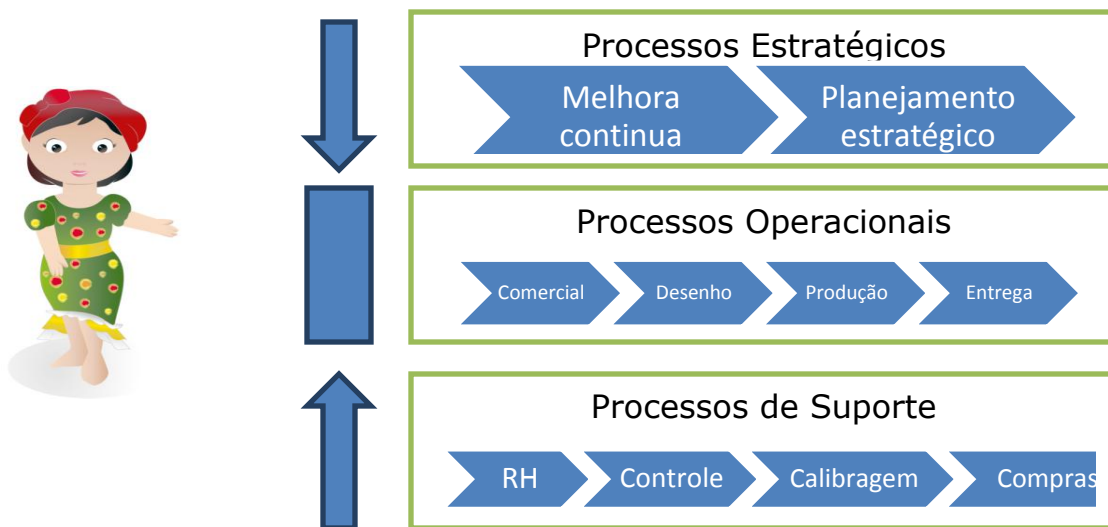 Processos Estratégicos
Melhora
continua
Planejamento
estratégico
Processos Operacionais
Comercial
Desenho
Produção
Entrega
Processos de Suporte
RH
Controle
Calibragem
Compras